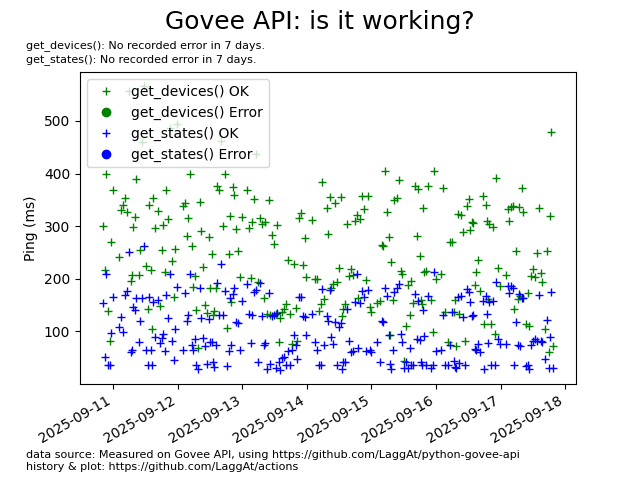 Govee API: is it working?
get_devices(): No recorded error in 7 days.
get_states(): No recorded error in 7 days.
get_devices() OK
get_devices() Error
get_states() OK
get_states() Error
Ping (ms)
500
400
300
200
100
2025-09-11
2025-09-12
2025-09-13
2025-09-14
2025-09-15
2025-09-16
2025-09-17
2025-09-18
data source: Measured on Govee API, using https://github.com/LaggAt/python-govee-api
history & plot: https://github.com/LaggAt/actions